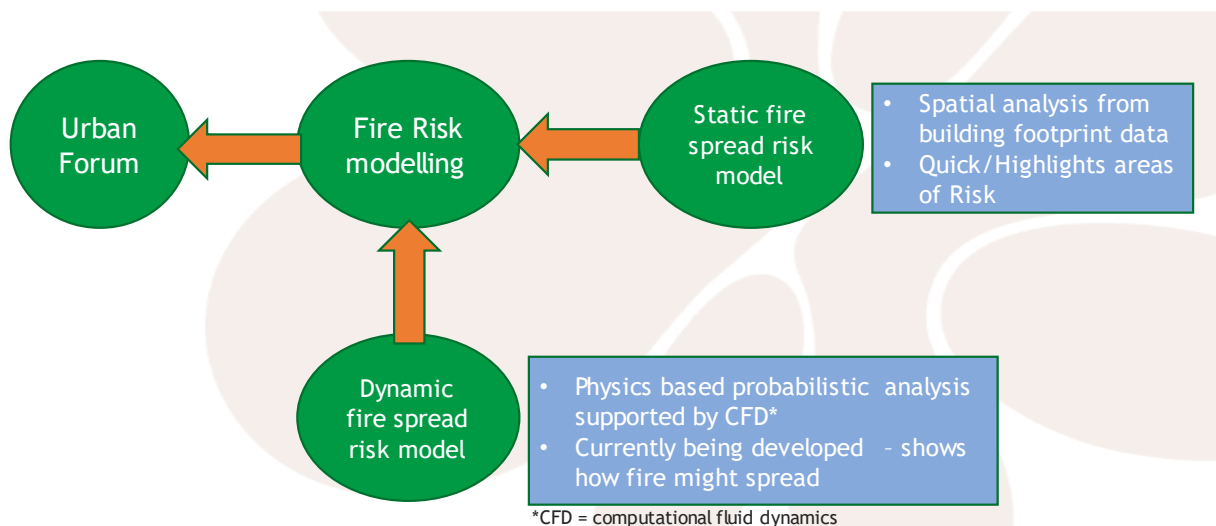 Urban
Forum
Fire Risk
modelling
Static fire
spread risk
model
• Spatial analysis from
building footprint data
• Quick/Highlights areas
of Risk
Dynamic
fire spread
risk model
• Physics based probabilistic analysis
supported by CFD*
• Currently being developed – shows
how fire might spread
*CFD = computational fluid dynamics